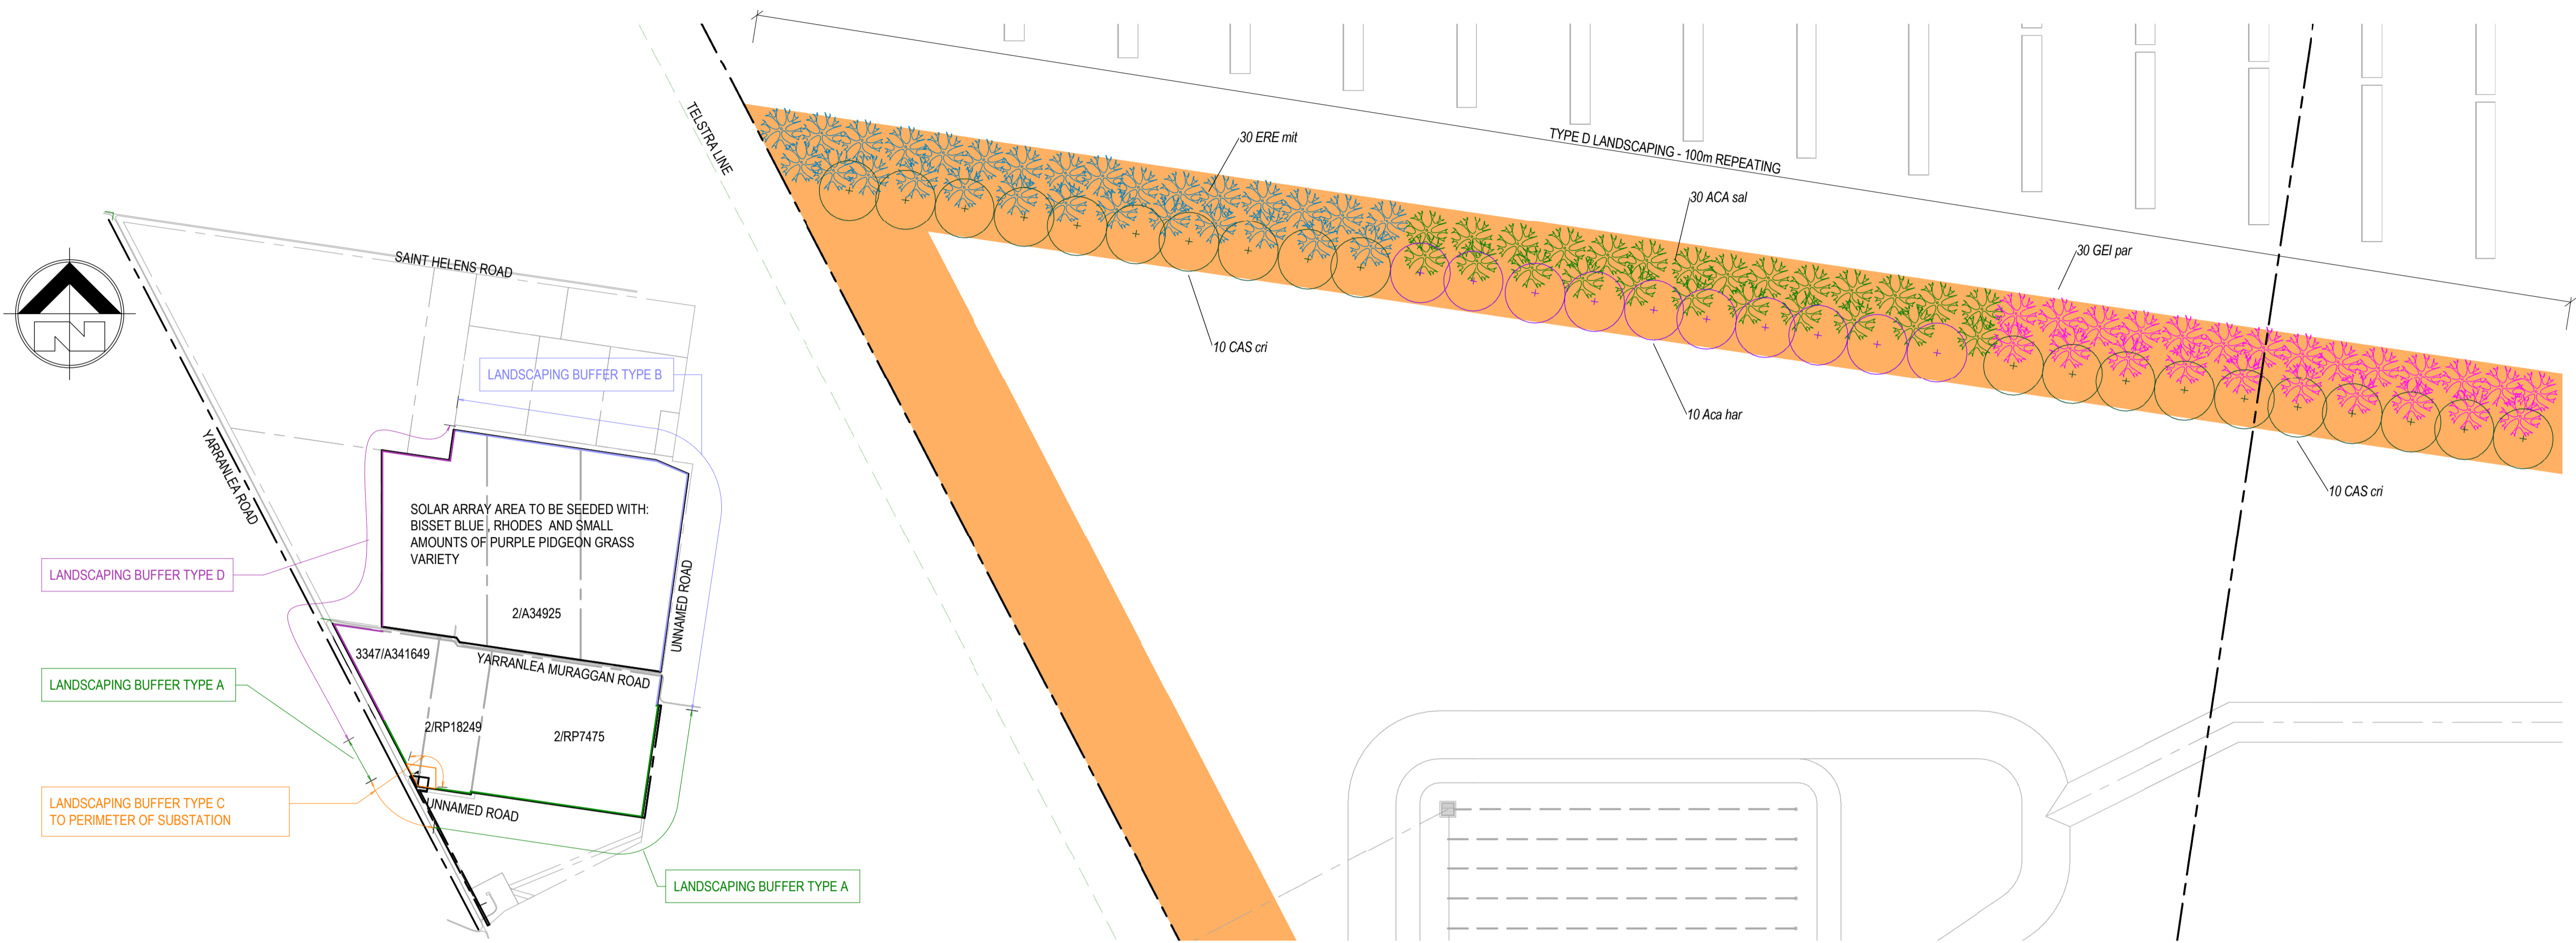 TELSTRA LINE
30 ERE mit
TYPE D LANDSCAPING - 100m REPEATING
30 ACA sal
30 GEI par
10 CAS cri
10 Aca har
10 CAS cri
SAINT HELENS ROAD
N
LANDSCAPING BUFFER TYPE B
YARRANLEA ROAD
SOLAR ARRAY AREA TO BE SEEDED WITH:
BISSET BLUE , RHODES AND SMALL
AMOUNTS OF PURPLE PIDGEON GRASS
VARIETY
LANDSCAPING BUFFER TYPE D
2/A34925
UNNAMED ROAD
3347/A341649
YARRANLEA MURAGGAN ROAD
LANDSCAPING BUFFER TYPE A
2/RP18249
2/RP7475
LANDSCAPING BUFFER TYPE C
TO PERIMETER OF SUBSTATION
UNNAMED ROAD
LANDSCAPING BUFFER TYPE A